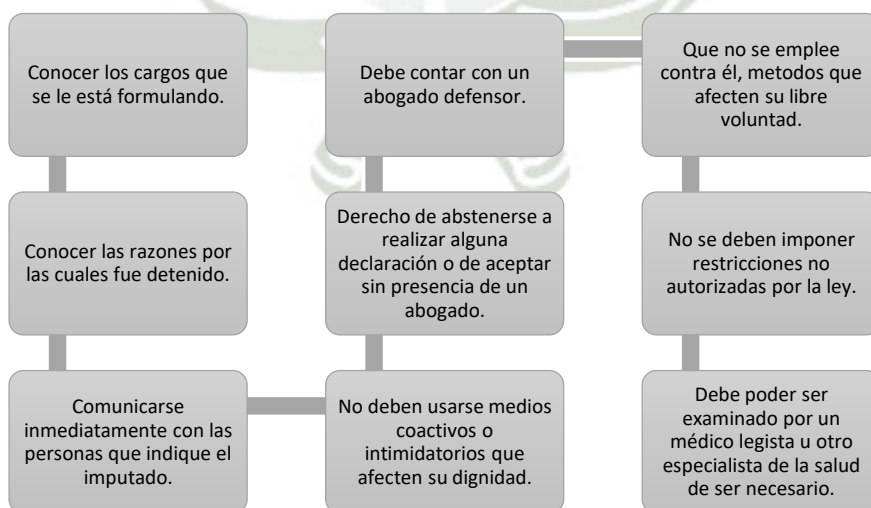 Conocer los cargos que
se le está formulando.
Conocer las razones por
las cuales fue detenido.
Comunicarse
inmediatamente con las
personas que indique el
imputado.
No deben usarse medios
coactivos o
intimidatorios que
afecten su dignidad.
Derecho de abstenerse a
realizar alguna
declaración o de aceptar
sin presencia de un
abogado.
Debe contar con un
abogado defensor.
Que no se emplee
contra él, metodos que
afecten su libre
voluntad.
No se deben imponer
restricciones no
autorizadas por la ley.
Debe poder ser
examinado por un
médico legista u otro
especialista de la salud
de ser necesario.